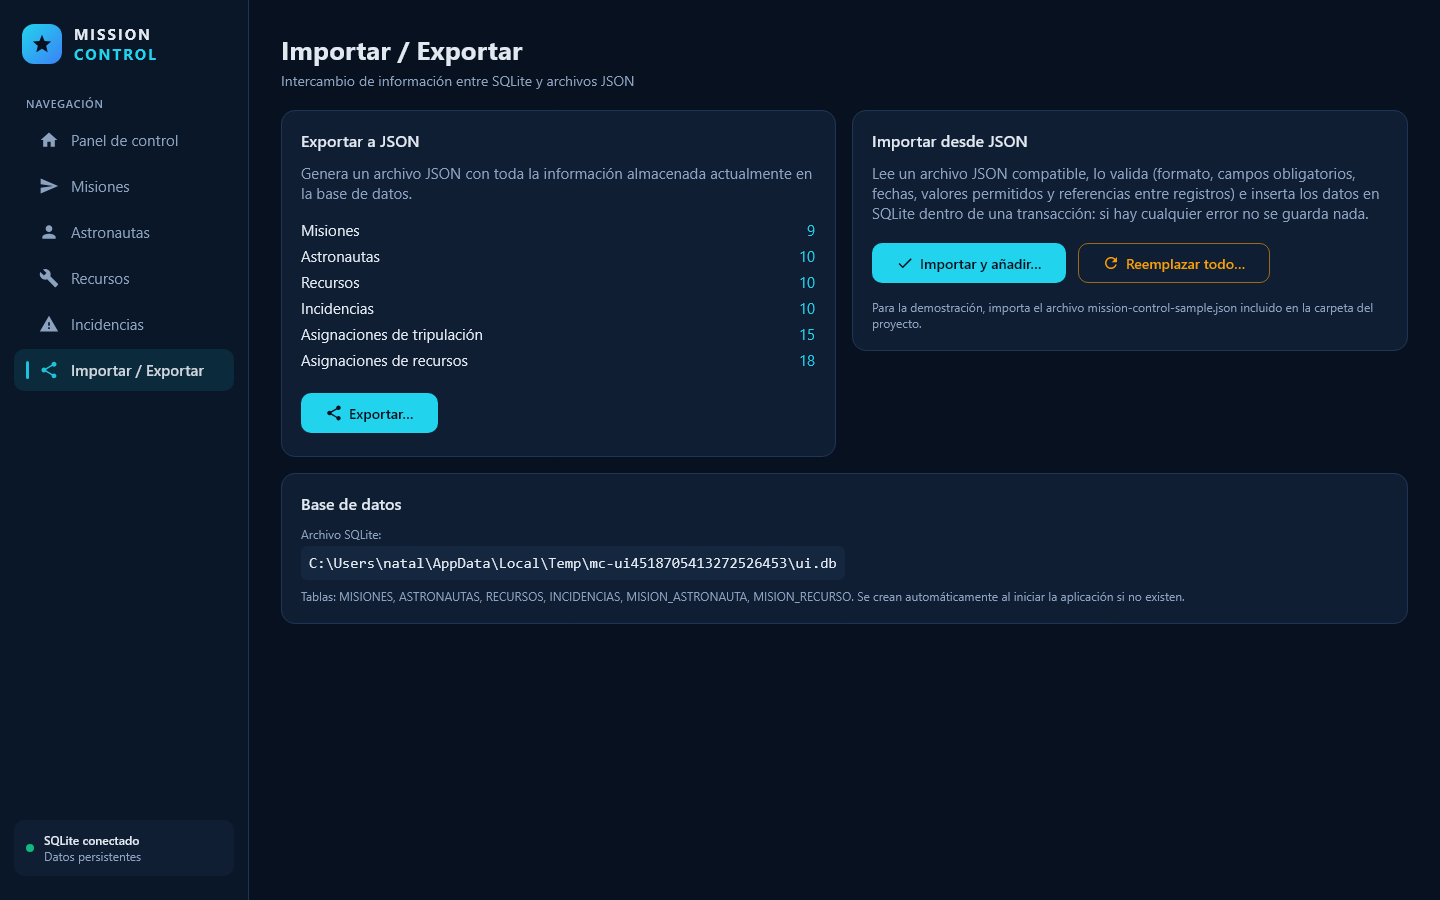 MISSION
CONTROL
NAVEGACIÓN
Panel de control
Misiones
Astronautas
Recursos
Incidencias
Importar / Exportar
SQLite conectado
Datos persistentes
Importar / Exportar
Intercambio de información entre SQLite y archivos JSON
Exportar a JSON
Genera un archivo JSON con toda la información almacenada actualmente en
la base de datos.
Misiones 9
Astronautas 10
Recursos 10
Incidencias 10
Asignaciones de tripulación 15
Asignaciones de recursos 18
Exportar...
Importar desde JSON
Lee un archivo JSON compatible, lo valida (formato, campos obligatorios,
fechas, valores permitidos y referencias entre registros) e inserta los datos en
SQLite dentro de una transacción: si hay cualquier error no se guarda nada.
Importar y añadir...
Reemplazar todo...
Para la demostración, importa el archivo mission-control-sample.json incluido en la carpeta del
proyecto.
Base de datos
Archivo SQLite:
C:\Users\natal\AppData\Local\Temp\mc-ui4518705413272526453\ui.db
Tablas: MISIONES, ASTRONAUTAS, RECURSOS, INCIDENCIAS, MISION_ASTRONAUTA, MISION_RECURSO. Se crean automáticamente al iniciar la aplicación si no existen.